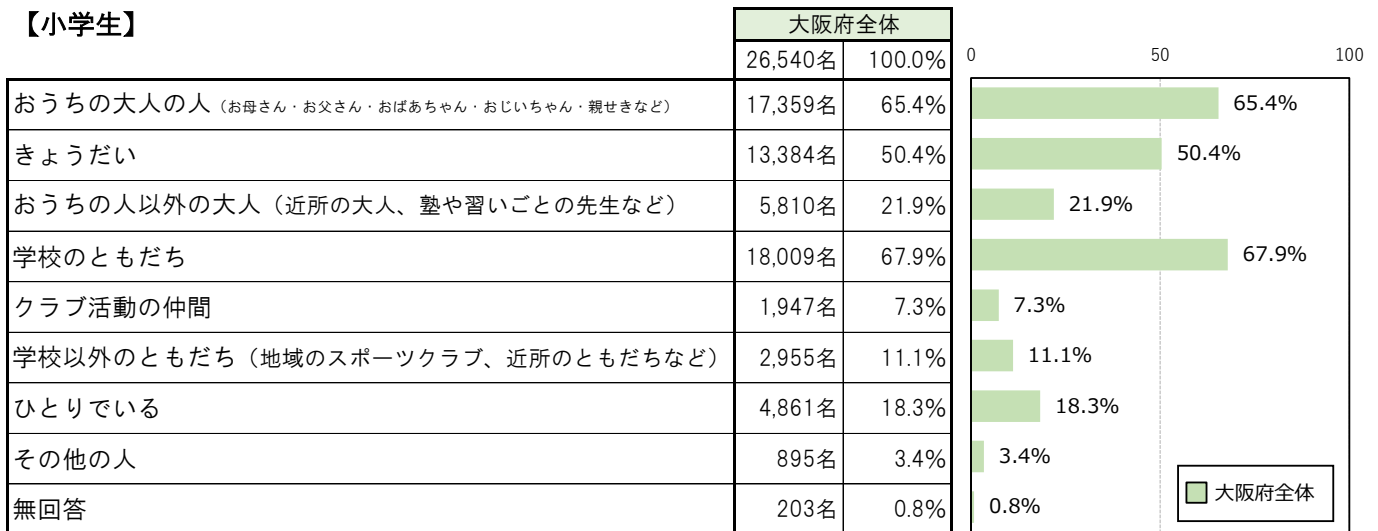 【小学生】
大阪府全体
26,540名 100.0%
0 50 100
おうちの大人の人（お母さん・お父さん・おばあちゃん・おじいちゃん・親せきなど） 17,359名 65.4% 65.4%
きょうだい 13,384名 50.4% 50.4%
おうちの人以外の大人（近所の大人、塾や習いごとの先生など） 5,810名 21.9% 21.9%
学校のともだち 18,009名 67.9% 67.9%
クラブ活動の仲間 1,947名 7.3% 7.3%
学校以外のともだち（地域のスポーツクラブ、近所のともだちなど） 2,955名 11.1% 11.1%
ひとりでいる 4,861名 18.3% 18.3%
その他の人 895名 3.4% 3.4%
大阪府全体
無回答 203名 0.8% 0.8%